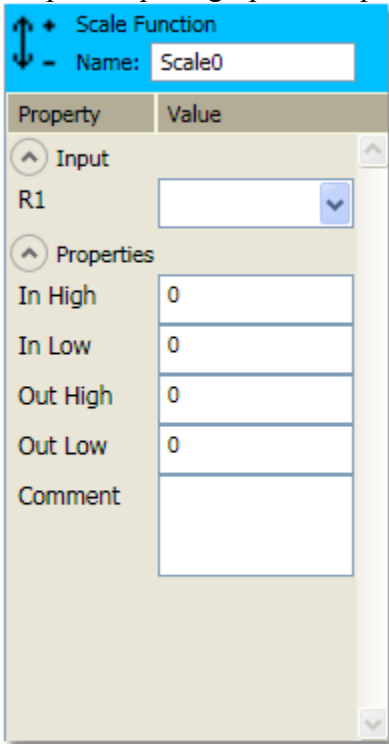 Scale Function
Name: Scale0
Property Value
Input
R1
Properties
In High 0
In Low 0
Out High 0
Out Low 0
Comment